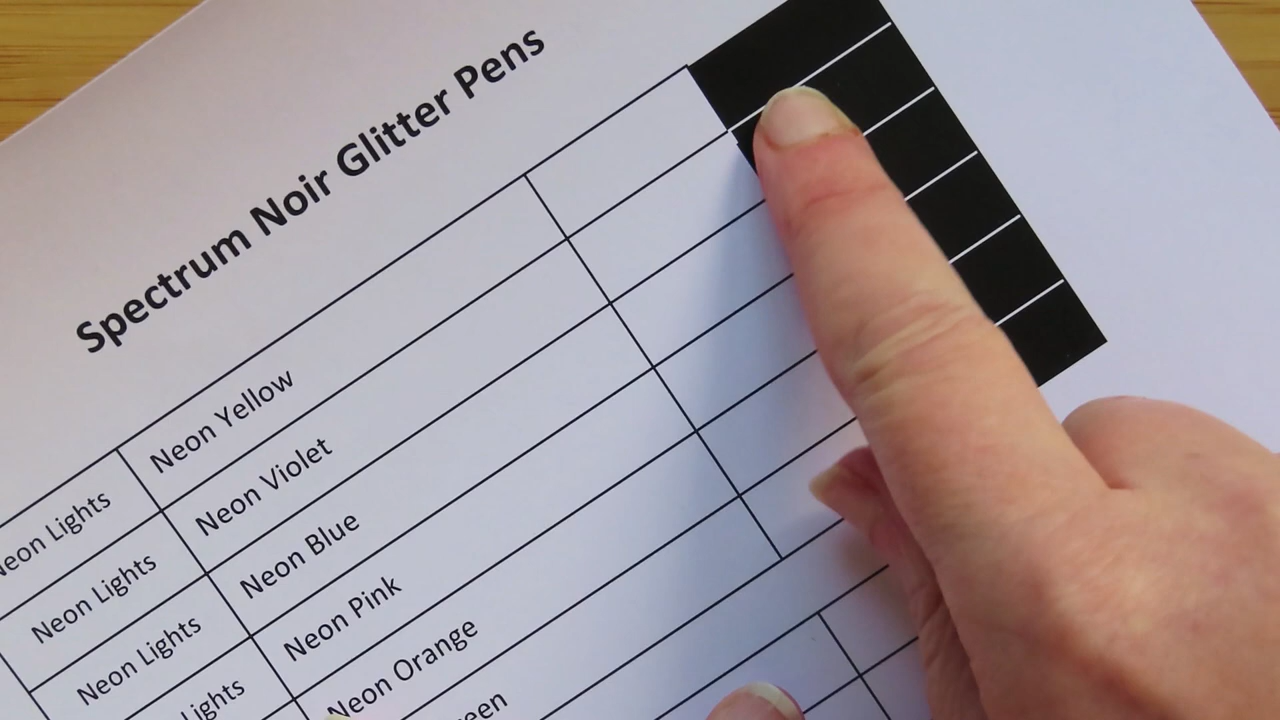 Spectrum Noir Glitter Pens
Neon Lights Neon Yellow
Neon Lights Neon Violet
Neon Lights Neon Blue
Lights Neon Pink
Neon Orange